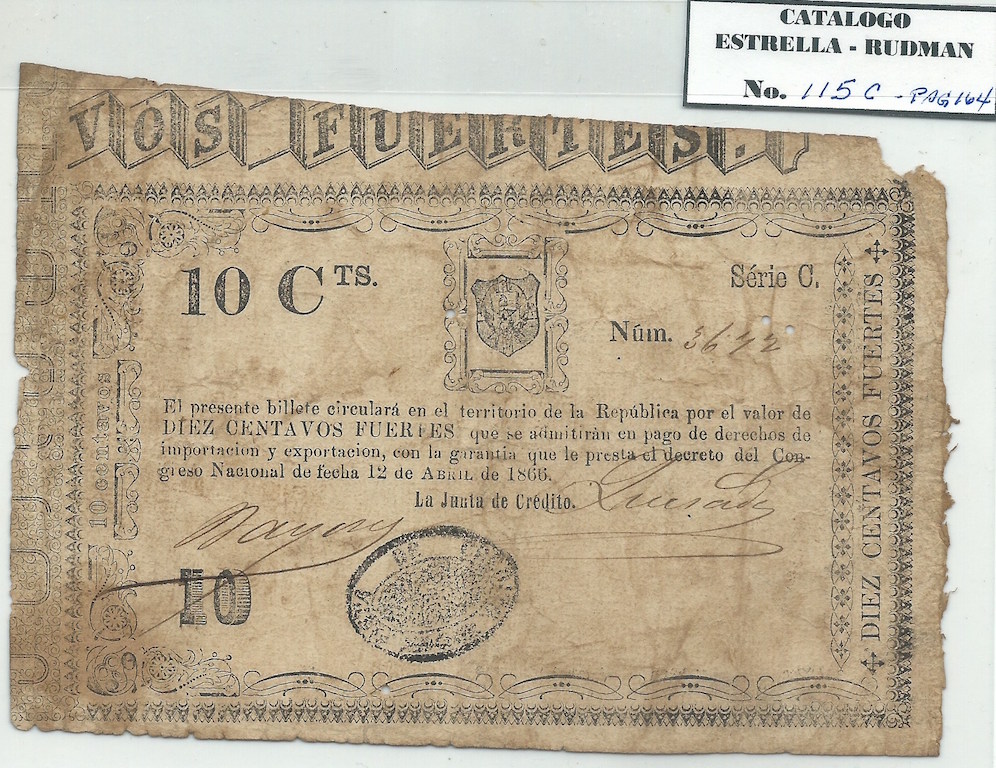 CATALOGO
ESTRELLA - RUDMAN
No. 115 C - PAG 164
VOS FUERTES.
10 CTS.
Série C.
Núm. 3622
El presente billete circulará en el territorio de la República por el valor de
DIEZ CENTAVOS FUERTES que se admitirán en pago de derechos de
importacion y exportacion, con la garantia que le presta el decreto del Con-
greso Nacional de fecha 12 de ABRIL de 1866.
La Junta de Crédito.
10
10 centavos
DIEZ CENTAVOS FUERTES